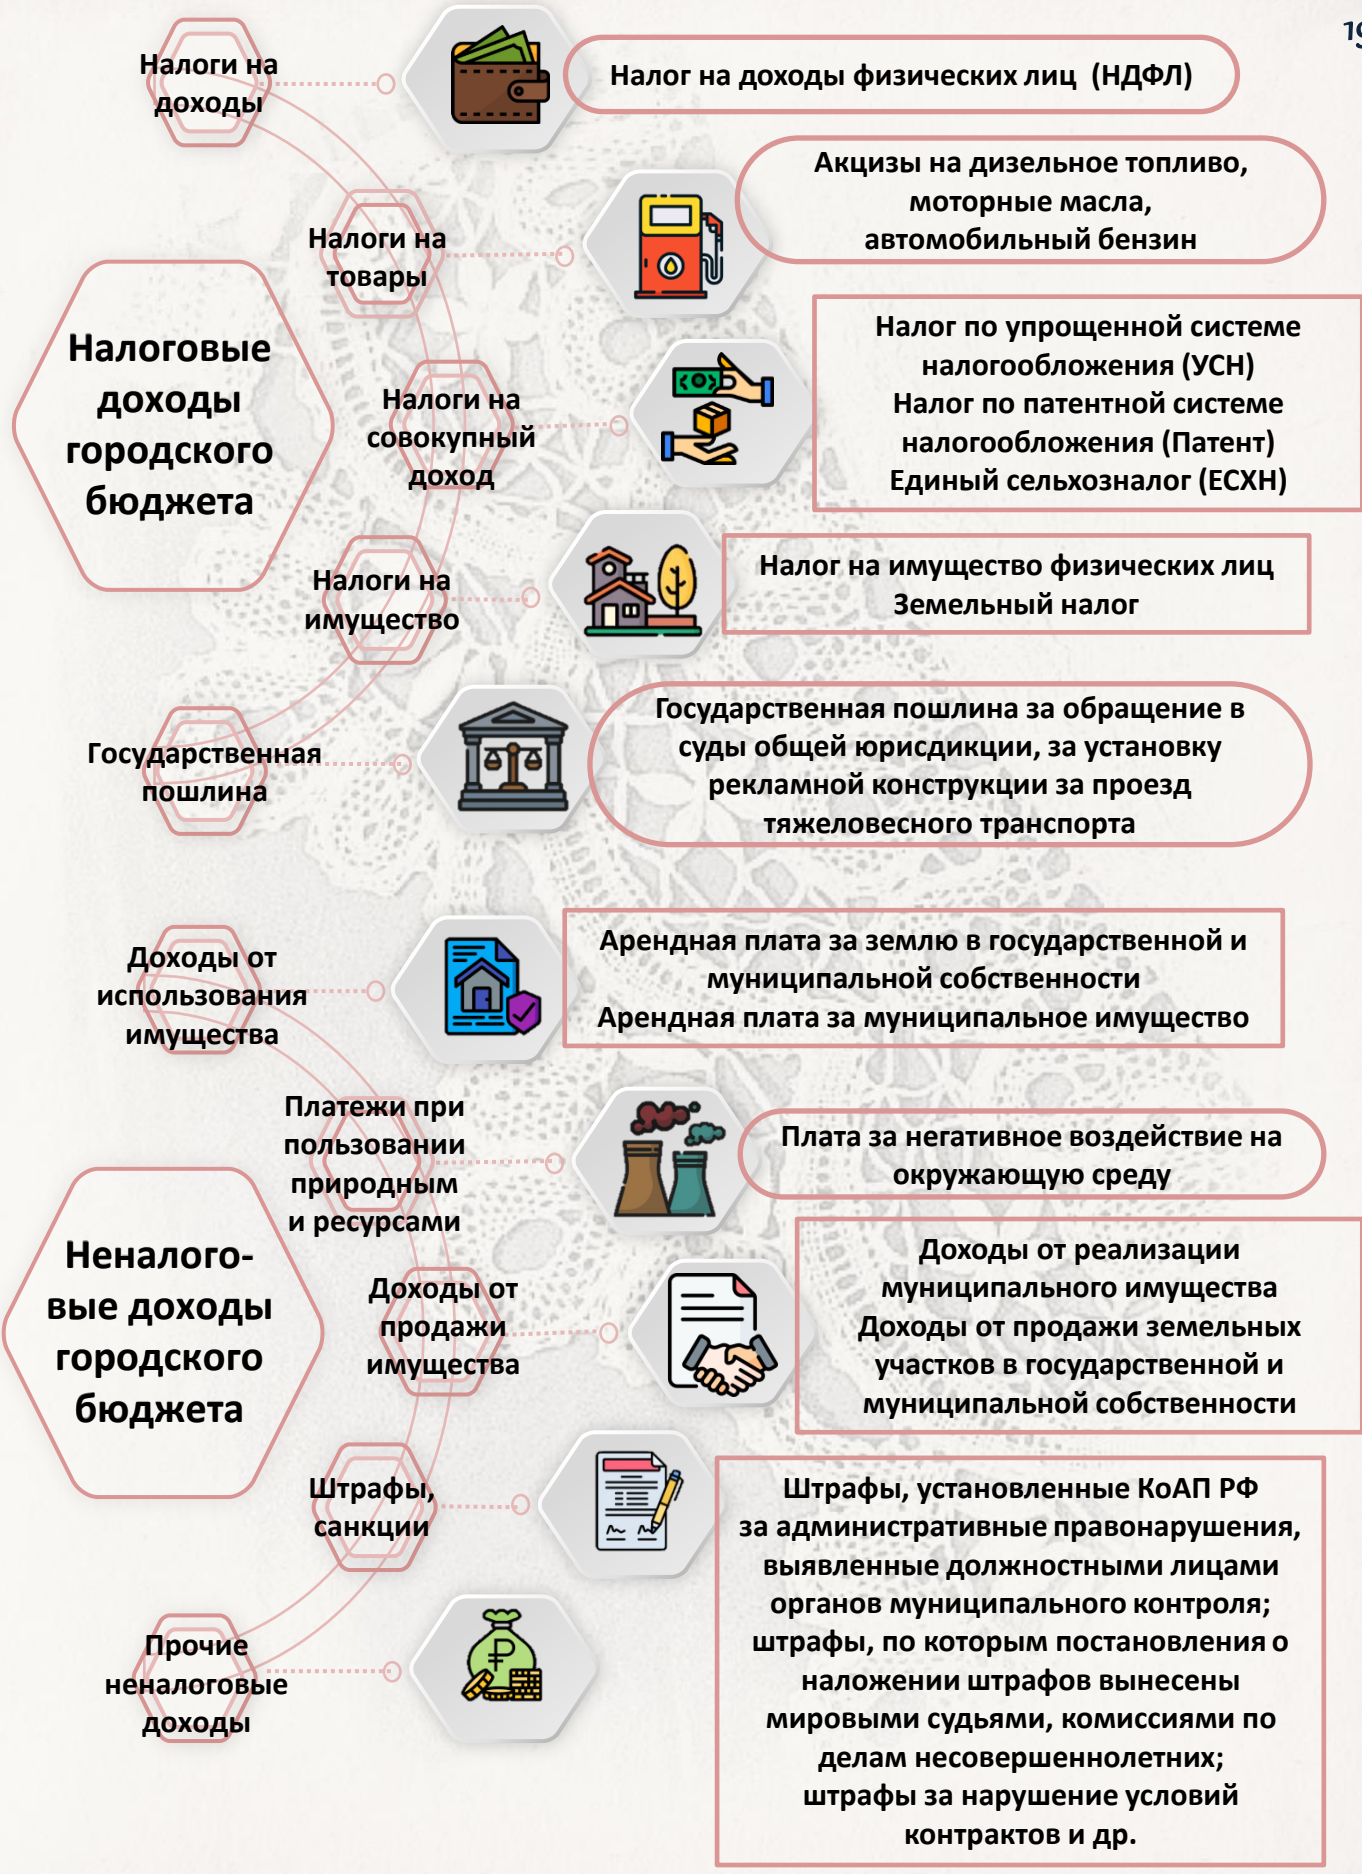 19
Налоги на
доходы
Налог на доходы физических лиц (НДФЛ)
Налоги на
товары
Акцизы на дизельное топливо,
моторные масла,
автомобильный бензин
Налоговые
доходы
городского
бюджета
Налоги на
совокупный
доход
Налог по упрощенной системе
налогообложения (УСН)
Налог по патентной системе
налогообложения (Патент)
Единый сельхозналог (ЕСХН)
Налоги на
имущество
Налог на имущество физических лиц
Земельный налог
Государственная
пошлина
Государственная пошлина за обращение в
суды общей юрисдикции, за установку
рекламной конструкции за проезд
тяжеловесного транспорта
Доходы от
использования
имущества
Арендная плата за землю в государственной и
муниципальной собственности
Арендная плата за муниципальное имущество
Платежи при
пользовании
природным
и ресурсами
Плата за негативное воздействие на
окружающую среду
Неналого-
вые доходы
городского
бюджета
Доходы от
продажи
имущества
Доходы от реализации
муниципального имущества
Доходы от продажи земельных
участков в государственной и
муниципальной собственности
Штрафы,
санкции
Штрафы, установленные КоАП РФ
за административные правонарушения,
выявленные должностными лицами
органов муниципального контроля;
штрафы, по которым постановления о
наложении штрафов вынесены
мировыми судьями, комиссиями по
делам несовершеннолетних;
штрафы за нарушение условий
контрактов и др.
Прочие
неналоговые
доходы
₽